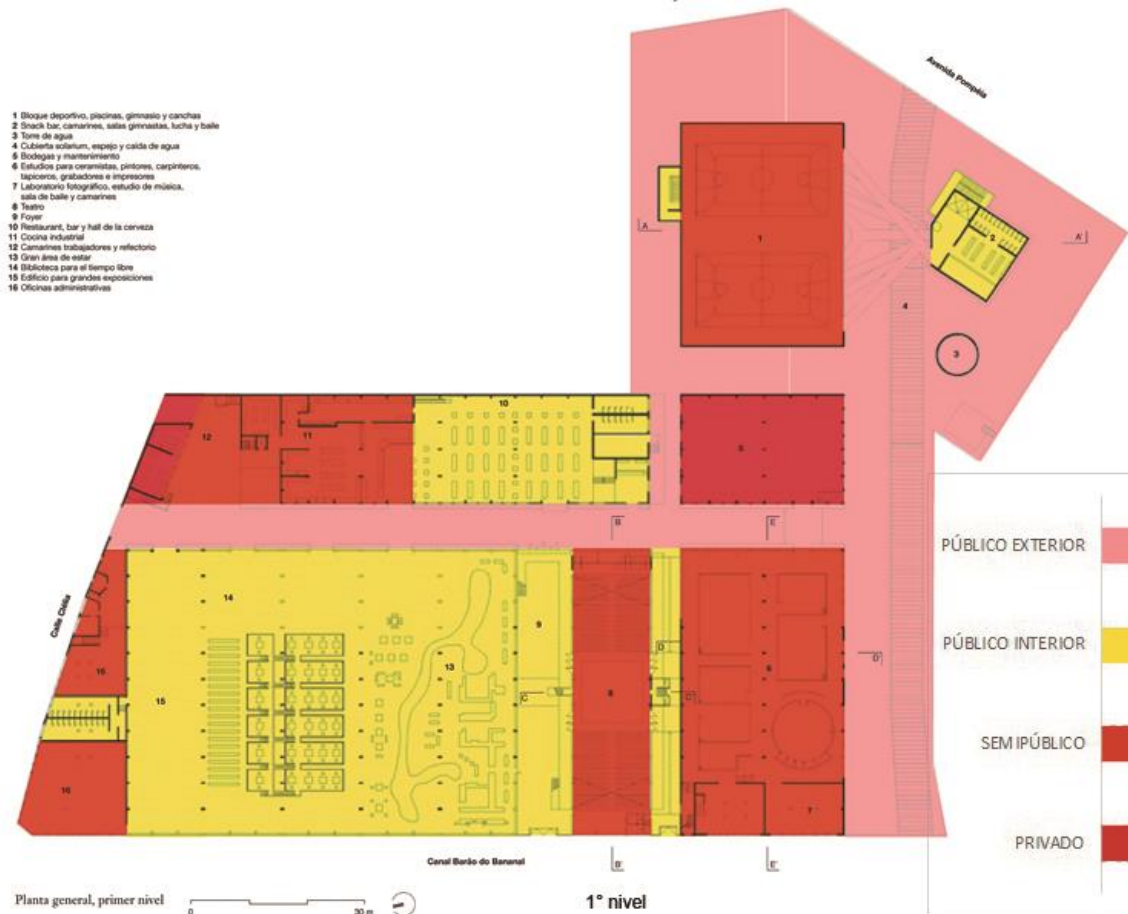 Avenida Pompéia
1 Bloque deportivo, piscinas, gimnasio y canchas
2 Snack bar, camarines, salas gimnastas, lucha y baile
3 Torre de agua
4 Cubierta solarium, espejo y caída de agua
5 Bodegas y mantenimiento
6 Estudios para ceramistas, pintores, carpinteros,
tapiceros, grabadores e impresores
7 Laboratorio fotográfico, estudio de música,
sala de baile y camarines
8 Teatro
9 Foyer
10 Restaurant, bar y hall de la cerveza
11 Cocina industrial
12 Camarines trabajadores y refectorio
13 Gran área de estar
14 Biblioteca para el tiempo libre
15 Edificio para grandes exposiciones
16 Oficinas administrativas
A
1
2
A'
4
3
10
12
11
5
B
E
PÚBLICO EXTERIOR
Calle Clélia
14
9
D
PÚBLICO INTERIOR
13
6
D'
16
15
C
8
C'
SEMIPÚBLICO
16
7
PRIVADO
Canal Barão do Bananal
B'
E'
Planta general, primer nivel
0
30 m
1° nivel